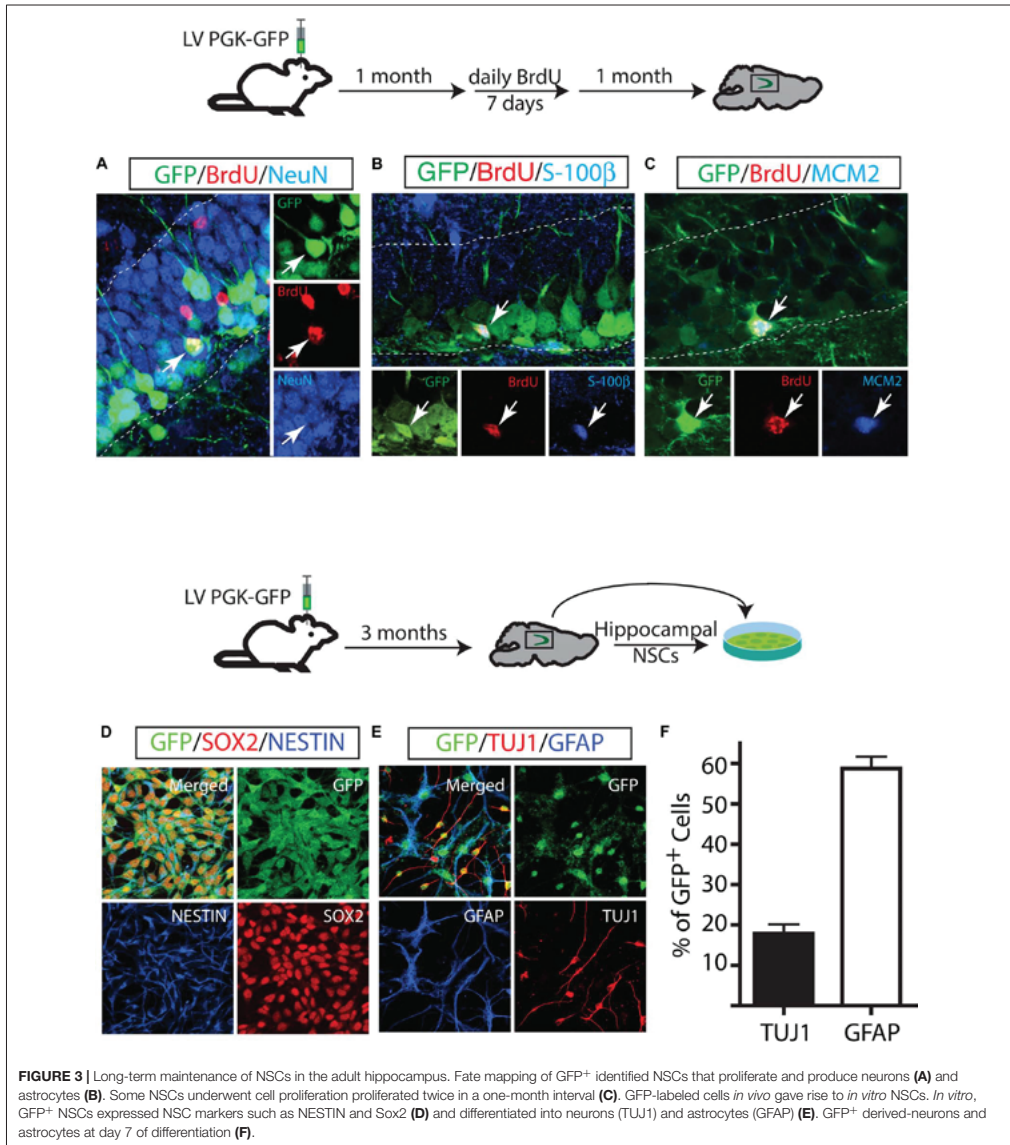 LV PGK-GFP
1 month
daily BrdU
7 days
1 month
A
GFP/BrdU/NeuN
GFP
BrdU
NeuN
B
GFP/BrdU/S-100β
GFP
BrdU
S-100β
C
GFP/BrdU/MCM2
GFP
BrdU
MCM2
LV PGK-GFP
3 months
Hippocampal
NSCs
D
GFP/SOX2/NESTIN
Merged
GFP
NESTIN
SOX2
E
GFP/TUJ1/GFAP
Merged
GFP
GFAP
TUJ1
F
% of GFP+ Cells
60
50
40
30
20
10
TUJ1
GFAP
FIGURE 3 | Long-term maintenance of NSCs in the adult hippocampus. Fate mapping of GFP+ identified NSCs that proliferate and produce neurons (A) and
astrocytes (B). Some NSCs underwent cell proliferation proliferated twice in a one-month interval (C). GFP-labeled cells in vivo gave rise to in vitro NSCs. In vitro,
GFP+ NSCs expressed NSC markers such as NESTIN and Sox2 (D) and differentiated into neurons (TUJ1) and astrocytes (GFAP) (E). GFP+ derived-neurons and
astrocytes at day 7 of differentiation (F).